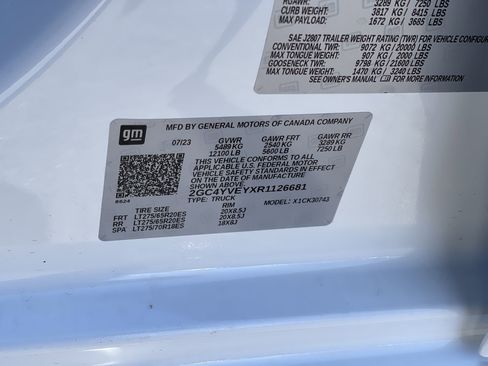 RGAWR: 3289 KG / 7250 LBS
CURB WEIGHT: 3817 KG / 8415 LBS
MAX PAYLOAD: 1672 KG / 3685 LBS
SAE J2807 TRAILER WEIGHT RATING (TWR) FOR VEHICLE
CONVENTIONAL TWR: 9072 KG / 20000 LBS
MAX TONGUE WEIGHT: 907 KG / 2000 LBS
GOOSENECK TWR: 9798 KG / 21600 LBS
MAX TONGUE WEIGHT: 1470 KG / 3240 LBS
SEE OWNER'S MANUAL FOR MORE INFORMATION
gm
MFD BY GENERAL MOTORS OF CANADA COMPANY
07/23 GVWR GAWR FRT GAWR RR
5489 KG 2540 KG 3289 KG
12100 LB 5600 LB 7250 LB
THIS VEHICLE CONFORMS TO ALL
APPLICABLE U.S. FEDERAL MOTOR
VEHICLE SAFETY STANDARDS IN
EFFECT ON THE DATE OF
MANUFACTURE SHOWN ABOVE.
2GC4YVEYXR1126681
TYPE: TRUCK X1CK30743
8624
TIRE SIZE RIM
FRT LT275/65R20ES 20X8.5J
RR LT275/65R20ES 20X8.5J
SPA LT275/70R18ES 18X8J